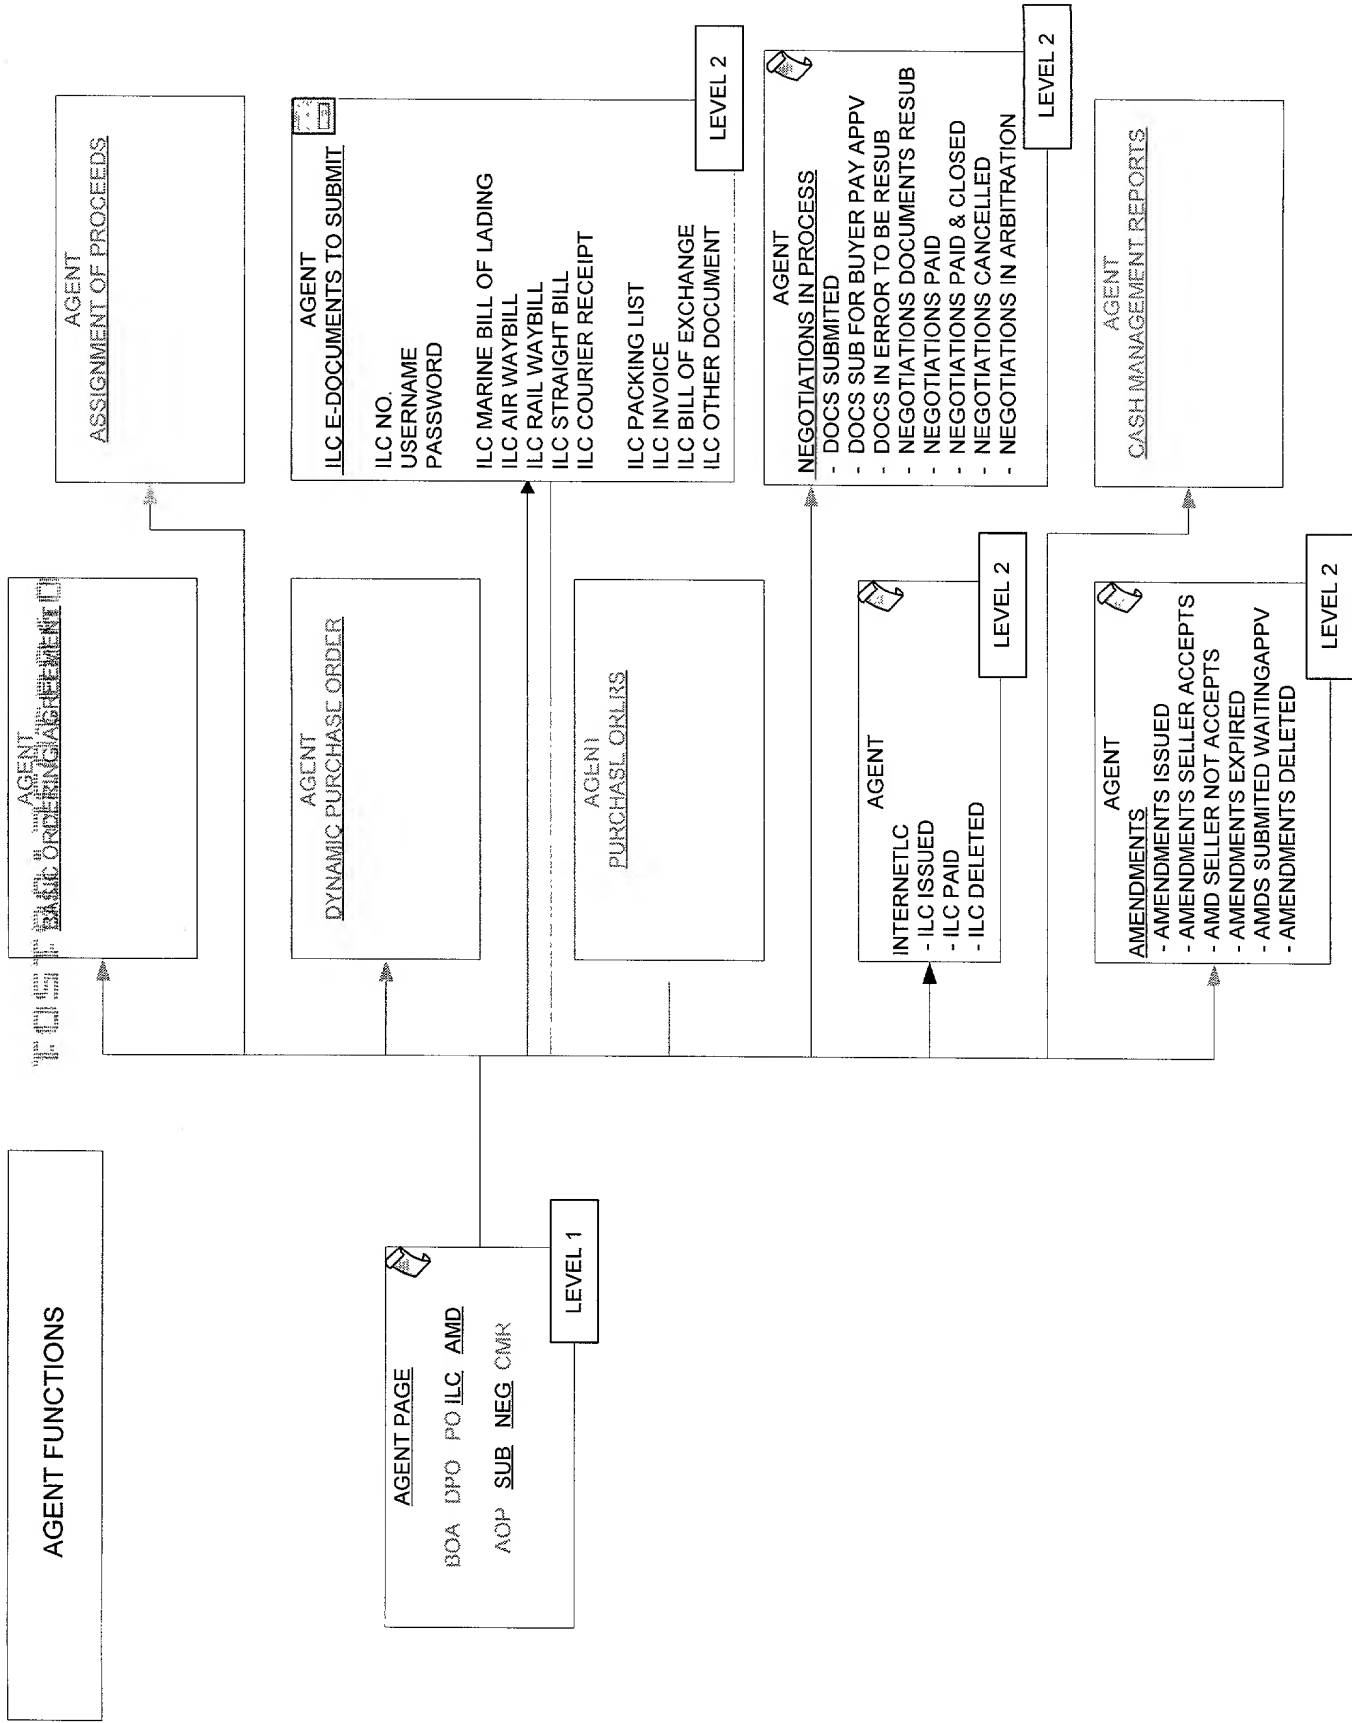 AGENT FUNCTIONS
AGENT PAGE
BOA DPO PO ILC AMD
AOP SUB NEG CMR
LEVEL 1
AGENT
BASIC ORDERING AGREEMENT
AGENT
DYNAMIC PURCHASE ORDER
AGENT
AGENT
INTERNETLC
- ILC ISSUED
- ILC PAID
- ILC DELETED
LEVEL 2
AGENT
AMENDMENTS
- AMENDMENTS ISSUED
- AMENDMENTS SELLER ACCEPTS
- AMD SELLER NOT ACCEPTS
- AMENDMENTS EXPIRED
- AMDS SUBMITED WAITINGAPPV
- AMENDMENTS DELETED
LEVEL 2
AGENT
ASSIGNMENT OF PROCEEDS
AGENT
ILC E-DOCUMENTS TO SUBMIT
ILC NO.
USERNAME
PASSWORD
ILC MARINE BILL OF LADING
ILC AIR WAYBILL
ILC RAIL WAYBILL
ILC STRAIGHT BILL
ILC COURIER RECEIPT
ILC PACKING LIST
ILC INVOICE
ILC BILL OF EXCHANGE
ILC OTHER DOCUMENT
LEVEL 2
AGENT
NEGOTIATIONS IN PROCESS
- DOCS SUBMITED
- DOCS SUB FOR BUYER PAY APPV
- DOCS IN ERROR TO BE RESUB
- NEGOTIATIONS DOCUMENTS RESUB
- NEGOTIATIONS PAID
- NEGOTIATIONS PAID & CLOSED
- NEGOTIATIONS CANCELLED
- NEGOTIATIONS IN ARBITRATION
LEVEL 2
AGENT
CASH MANAGEMENT REPORTS